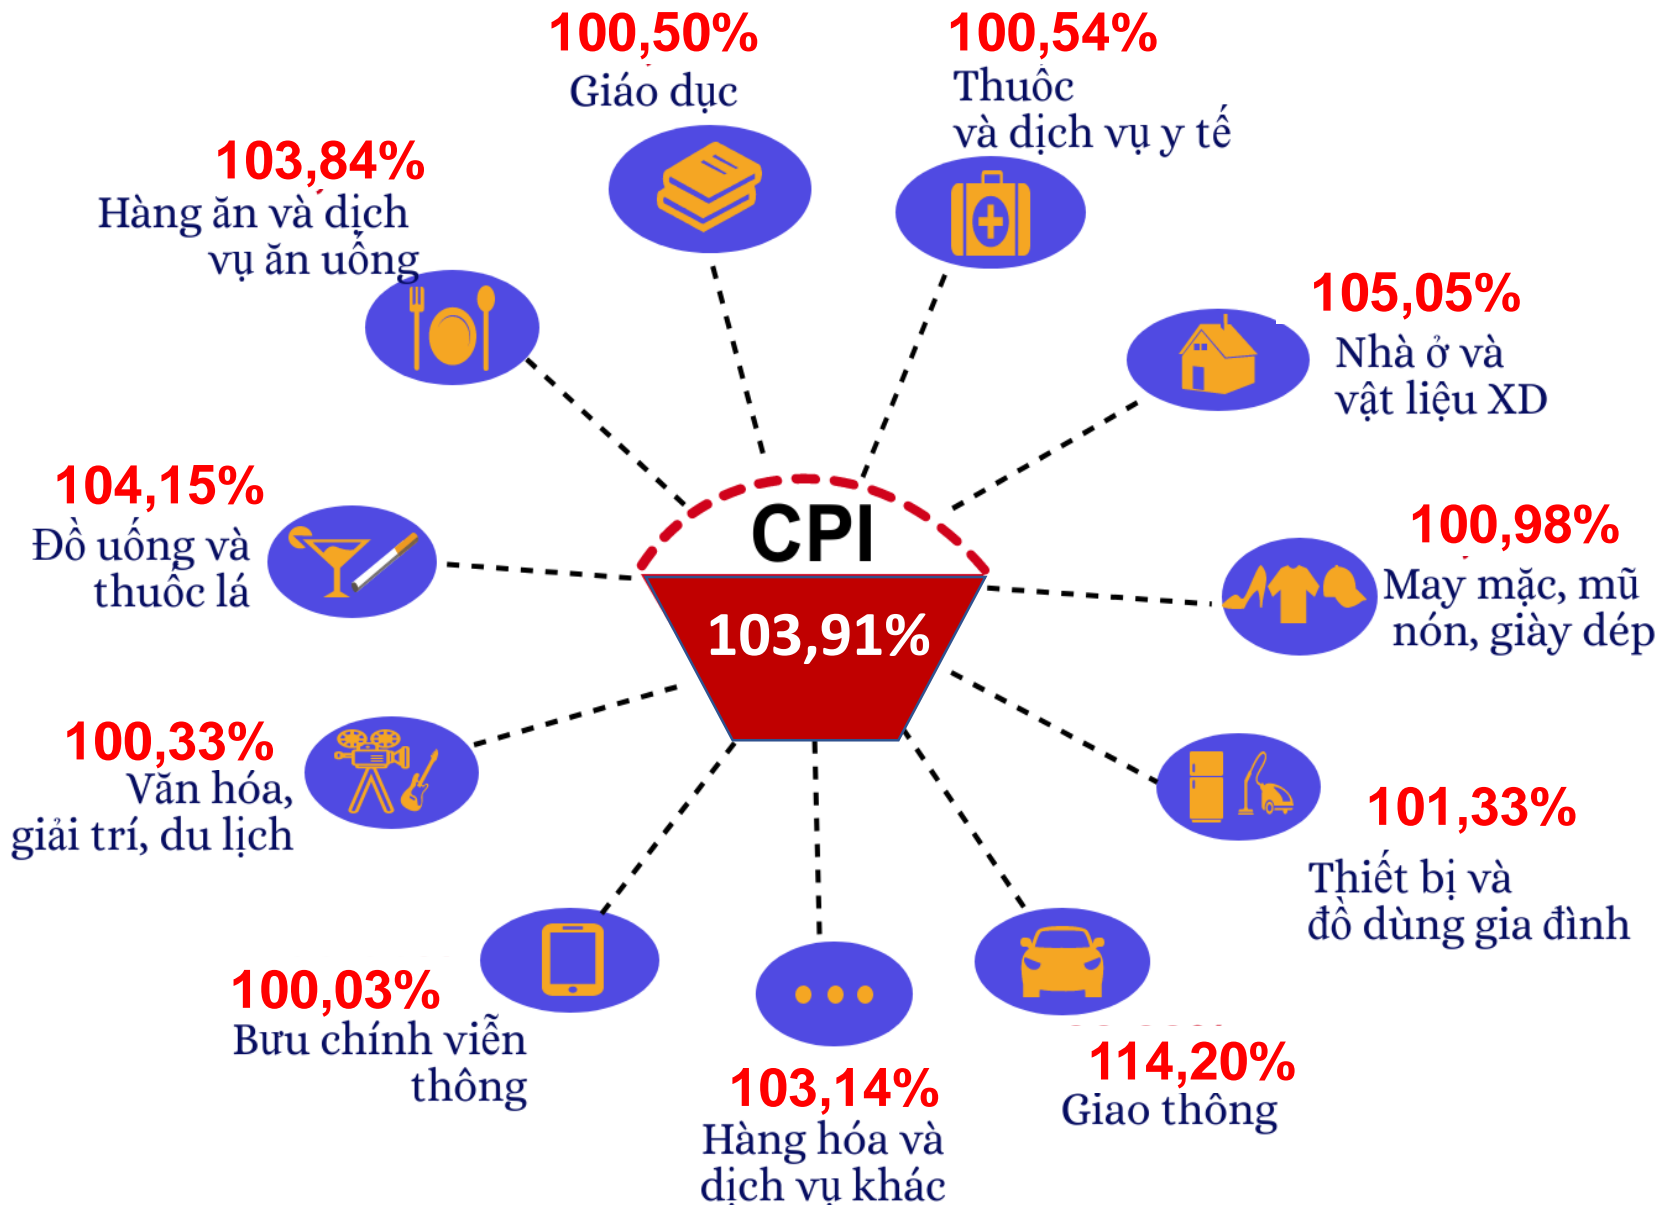 100,50%
Giáo dục
100,54%
Thuốc
và dịch vụ y tế
103,84%
Hàng ăn và dịch
vụ ăn uống
105,05%
Nhà ở và
vật liệu XD
104,15%
Đồ uống và
thuốc lá
CPI
103,91%
100,98%
May mặc, mũ
nón, giày dép
100,33%
Văn hóa,
giải trí, du lịch
101,33%
Thiết bị và
đồ dùng gia đình
100,03%
Bưu chính viễn
thông
103,14%
Hàng hóa và
dịch vụ khác
114,20%
Giao thông